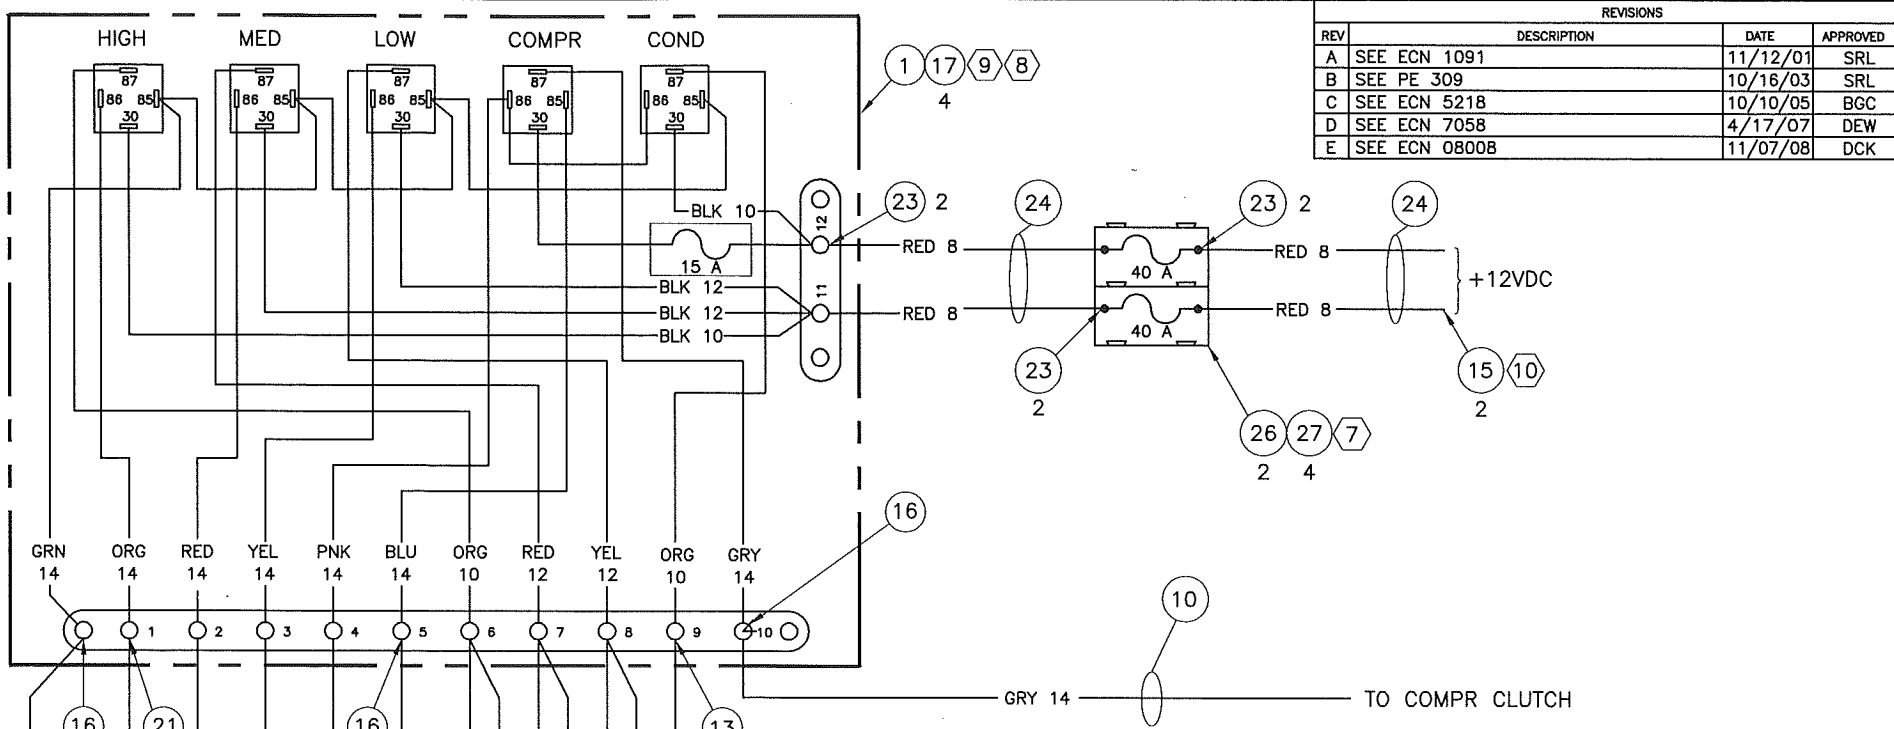 REVISIONS
REV DESCRIPTION DATE APPROVED
A SEE ECN 1091 11/12/01 SRL
B SEE PE 309 10/16/03 SRL
C SEE ECN 5218 10/10/05 BGC
D SEE ECN 7058 4/17/07 DEW
E SEE ECN 08008 11/07/08 DCK
HIGH MED LOW COMPR COND
87 87 87 87 87
86 85 86 85 86 85 86 85 86 85
30 30 30 30 30
1 17 9 8
4
BLK 10
12
15 A
BLK 12
11
BLK 12
BLK 10
23 2
24
23 2
24
RED 8
40 A
RED 8
+12VDC
RED 8
40 A
RED 8
23
2
15 10
2
26 27 7
2 4
16
GRN ORG RED YEL PNK BLU ORG RED YEL ORG GRY
14 14 14 14 14 14 10 12 12 10 14
1 2 3 4 5 6 7 8 9 10
10
GRY 14
TO COMPR CLUTCH
16 21 16 13